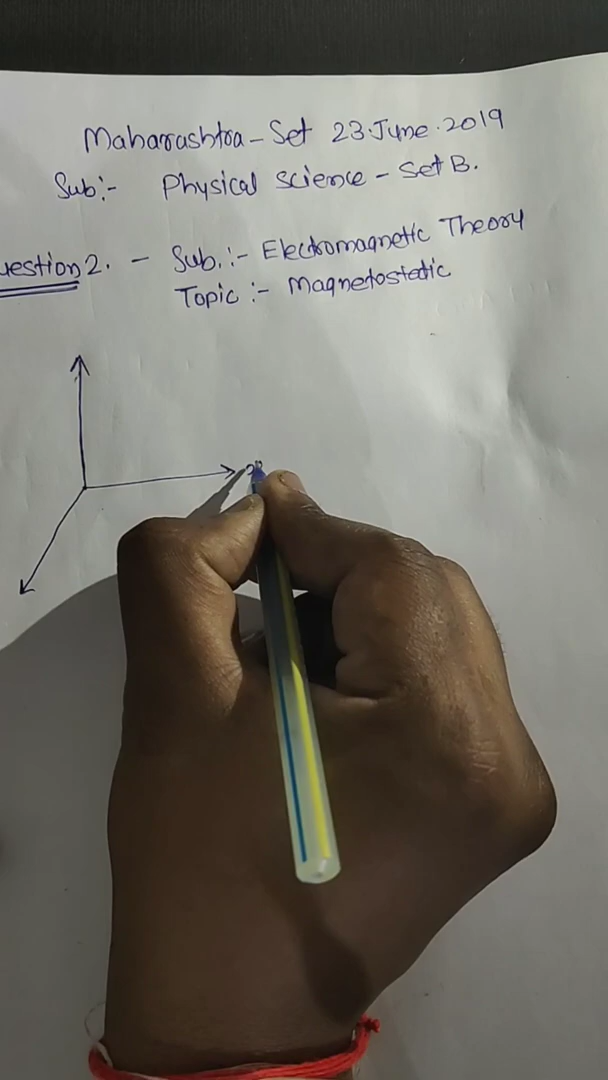 Maharashtra - Set 23.June.2019
Sub:- Physical science - Set B.
uestion 2. - Sub.:- Electromagnetic Theory
Topic :- Magnetostatic